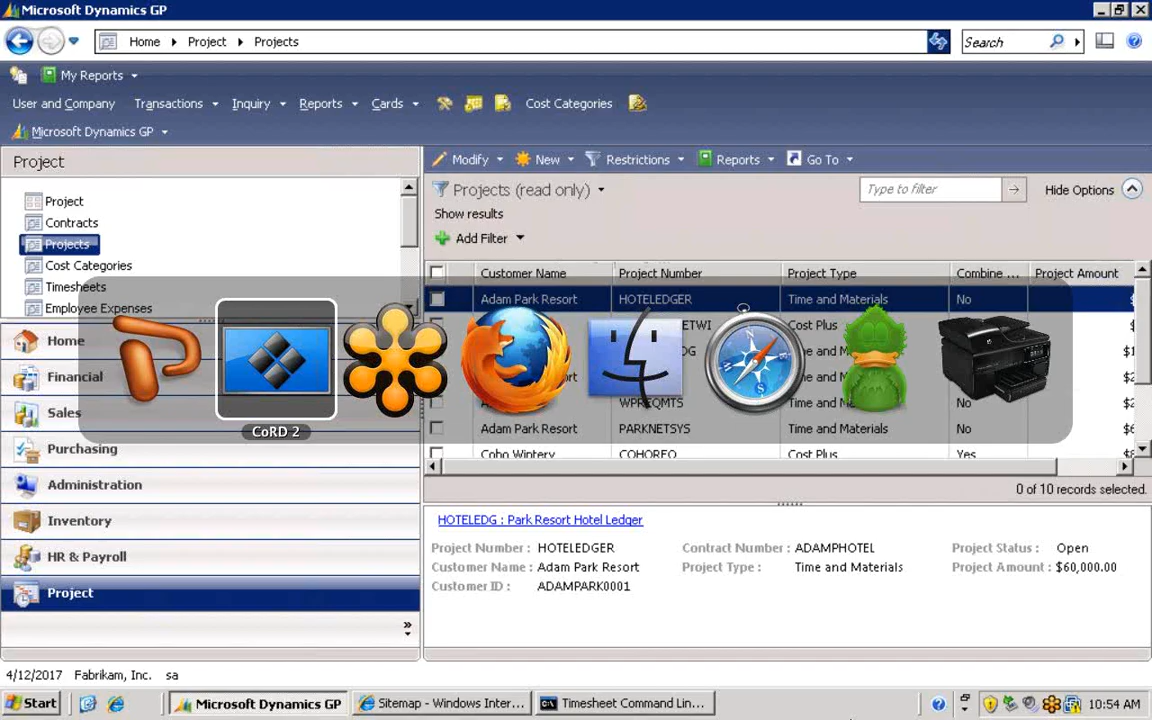 Microsoft Dynamics GP
Home Project Projects
Search
My Reports
User and Company Transactions Inquiry Reports Cards Cost Categories
Microsoft Dynamics GP
Project
Project
Contracts
Projects
Cost Categories
Timesheets
Employee Expenses
Home
Financial
Sales
Purchasing
Administration
Inventory
HR & Payroll
Project
Modify New Restrictions Reports Go To
Projects (read only)
Type to filter
Hide Options
Show results
Add Filter
Customer Name Project Number Project Type Combine ... Project Amount
Adam Park Resort HOTELEDGER Time and Materials No
ETWI Cost Plus
WPREQMTS Time and Materials No
Adam Park Resort PARKNETSYS Time and Materials No
Coho Winery COHOREQ Cost Plus Yes
CoRD 2
0 of 10 records selected.
HOTELEDG : Park Resort Hotel Ledger
Project Number : HOTELEDGER Contract Number : ADAMPHOTEL Project Status : Open
Customer Name : Adam Park Resort Project Type : Time and Materials Project Amount : $60,000.00
Customer ID : ADAMPARK0001
4/12/2017 Fabrikam, Inc. sa
Start Microsoft Dynamics GP Sitemap - Windows Inter... Timesheet Command Lin... 10:54 AM